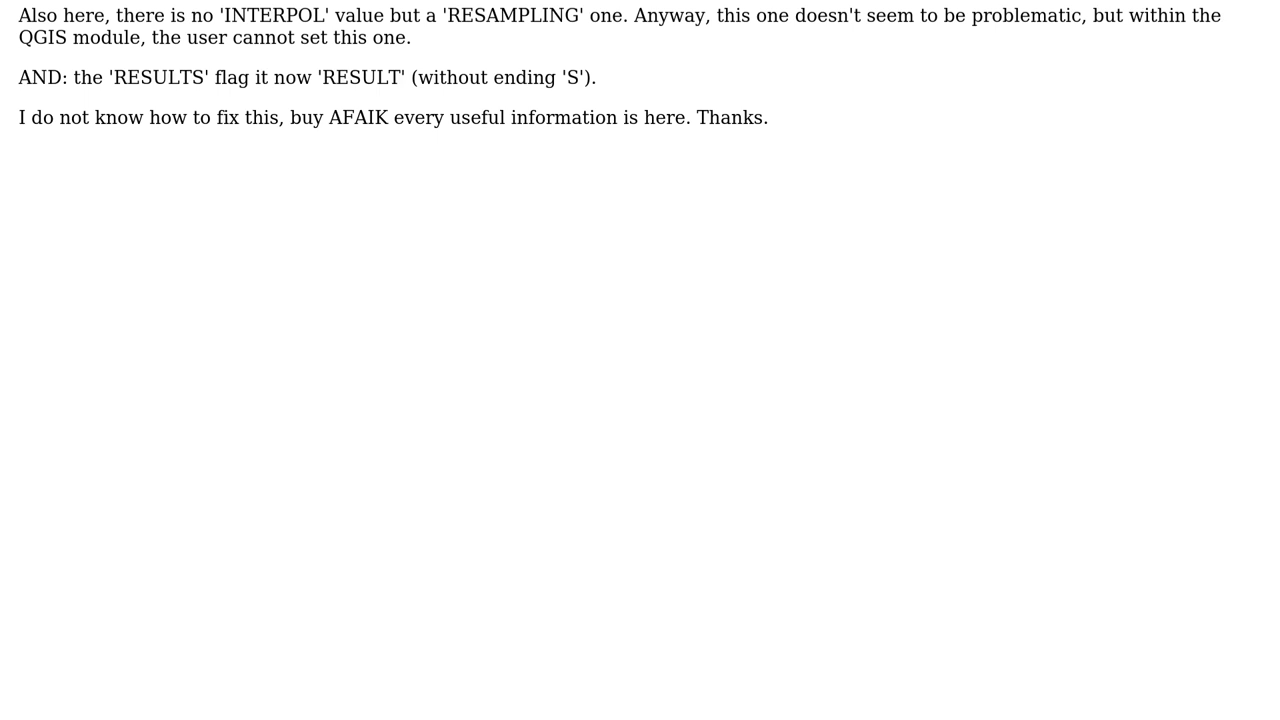 Also here, there is no 'INTERPOL' value but a 'RESAMPLING' one. Anyway, this one doesn't seem to be problematic, but within the
QGIS module, the user cannot set this one.
AND: the 'RESULTS' flag it now 'RESULT' (without ending 'S').
I do not know how to fix this, buy AFAIK every useful information is here. Thanks.